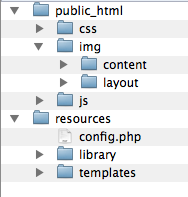 public_html
css
img
content
layout
js
resources
config.php
library
templates